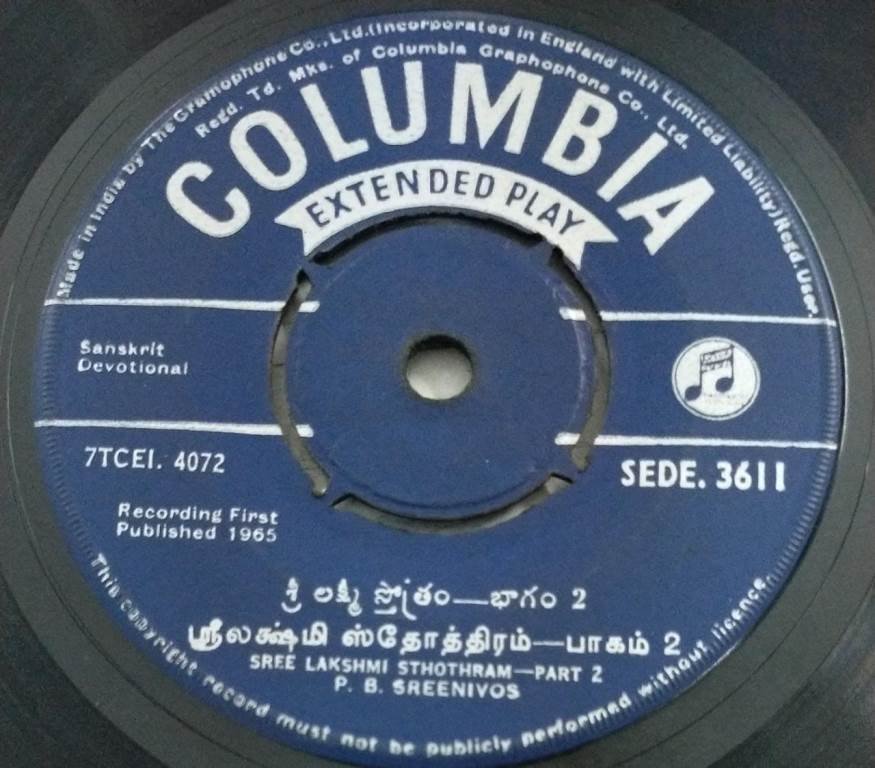 Made in India by The Gramophone Co., Ltd. (Incorporated in England with Limited Liability) Regd. User.
Regd. Td. Mks. of Columbia Graphophone Co., Ltd.
COLUMBIA
EXTENDED PLAY
Sanskrit
Devotional
7TCEI. 4072
SEDE. 3611
Recording First
Published 1965
శ్రీ లక్ష్మీ స్తోత్రం—భాగం 2
ஸ்ரீலக்ஷ்மி ஸ்தோத்திரம்—பாகம் 2
SREE LAKSHMI STHOTHRAM—PART 2
P. B. SREENIVOS
This copyright record must not be publicly performed without licence.